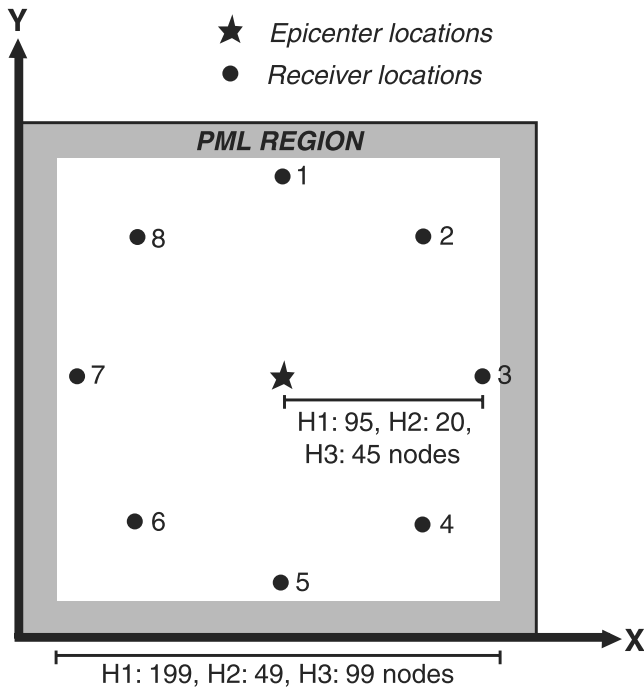 Y
Epicenter locations
Receiver locations
PML REGION
1
8
2
7
3
H1: 95, H2: 20,
H3: 45 nodes
6
4
5
X
H1: 199, H2: 49, H3: 99 nodes